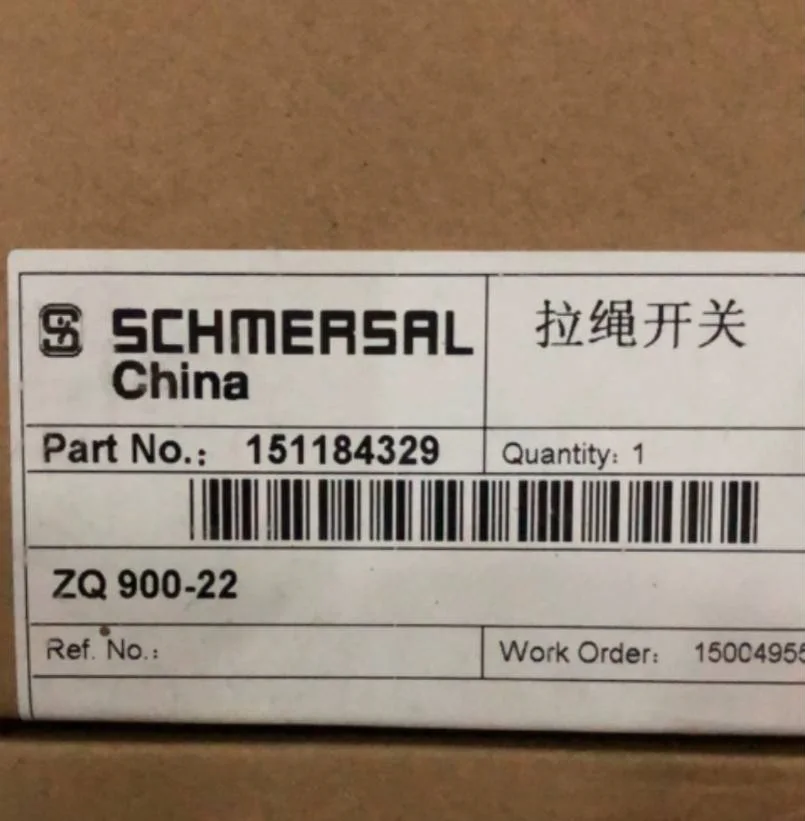 SCHMERSAL
China
拉绳开关
Part No.: 151184329
Quantity: 1
ZQ 900-22
Ref. No.:
Work Order: